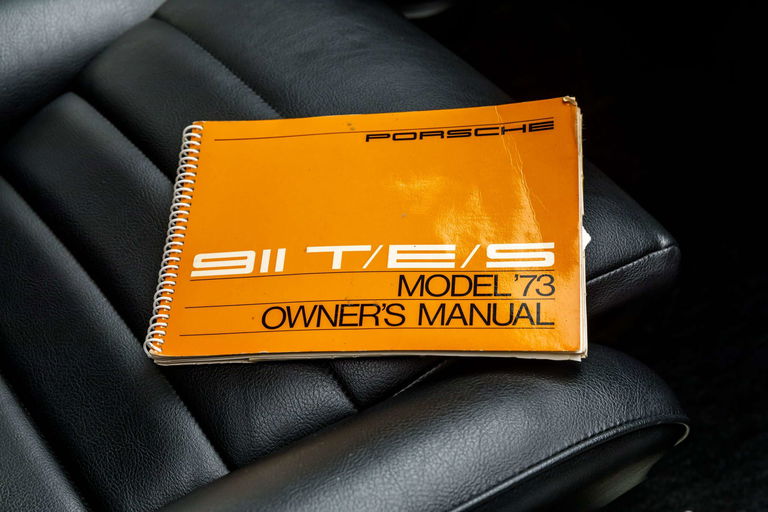 PORSCHE
911 T/E/S
MODEL '73
OWNER'S MANUAL